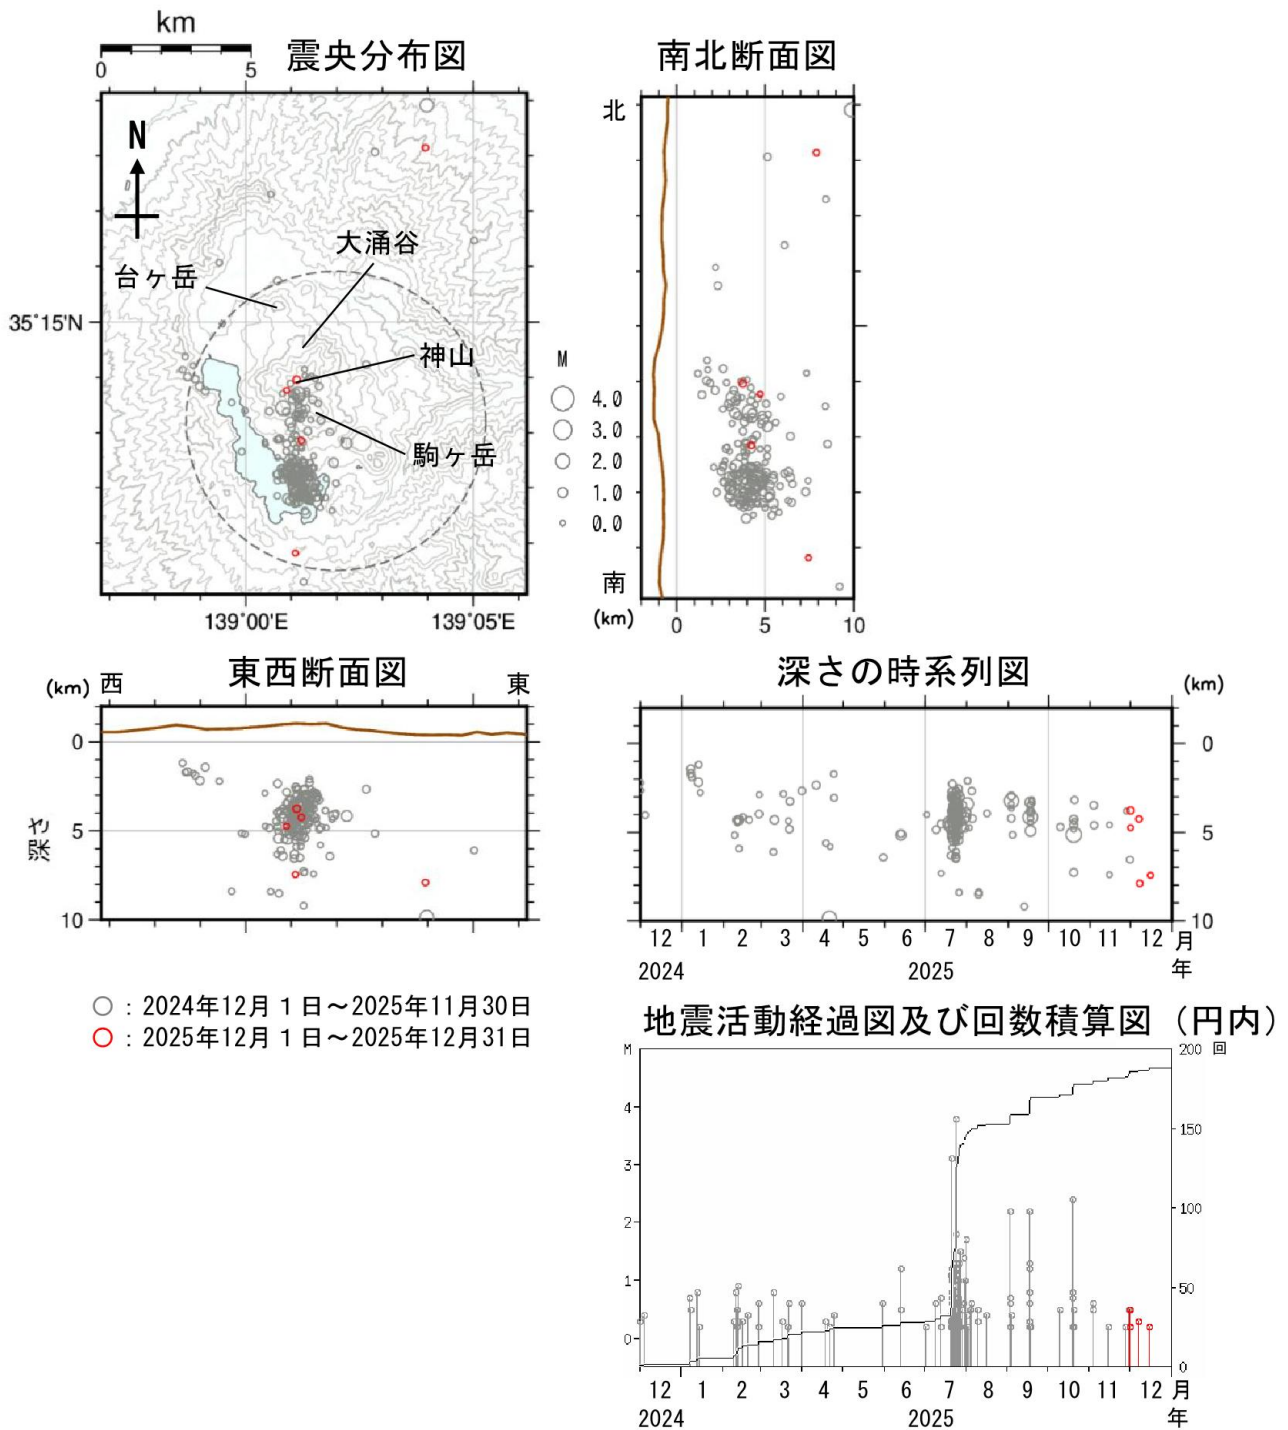 km
0 5
震央分布図
N
大涌谷
台ヶ岳
神山
駒ヶ岳
35°15'N
139°00'E 139°05'E
M
4.0
3.0
2.0
1.0
0.0
南北断面図
北
南
(km)
0 5 10
東西断面図
(km) 西 東
0
5
10
深さ
深さの時系列図
(km)
0
5
10
12 1 2 3 4 5 6 7 8 9 10 11 12 月
2024 2025 年
○ : 2024年12月1日～2025年11月30日
○ : 2025年12月1日～2025年12月31日
地震活動経過図及び回数積算図(円内)
M 200 回
4
150
3
2
100
1
50
0
0
12 1 2 3 4 5 6 7 8 9 10 11 12 月
2024 2025 年